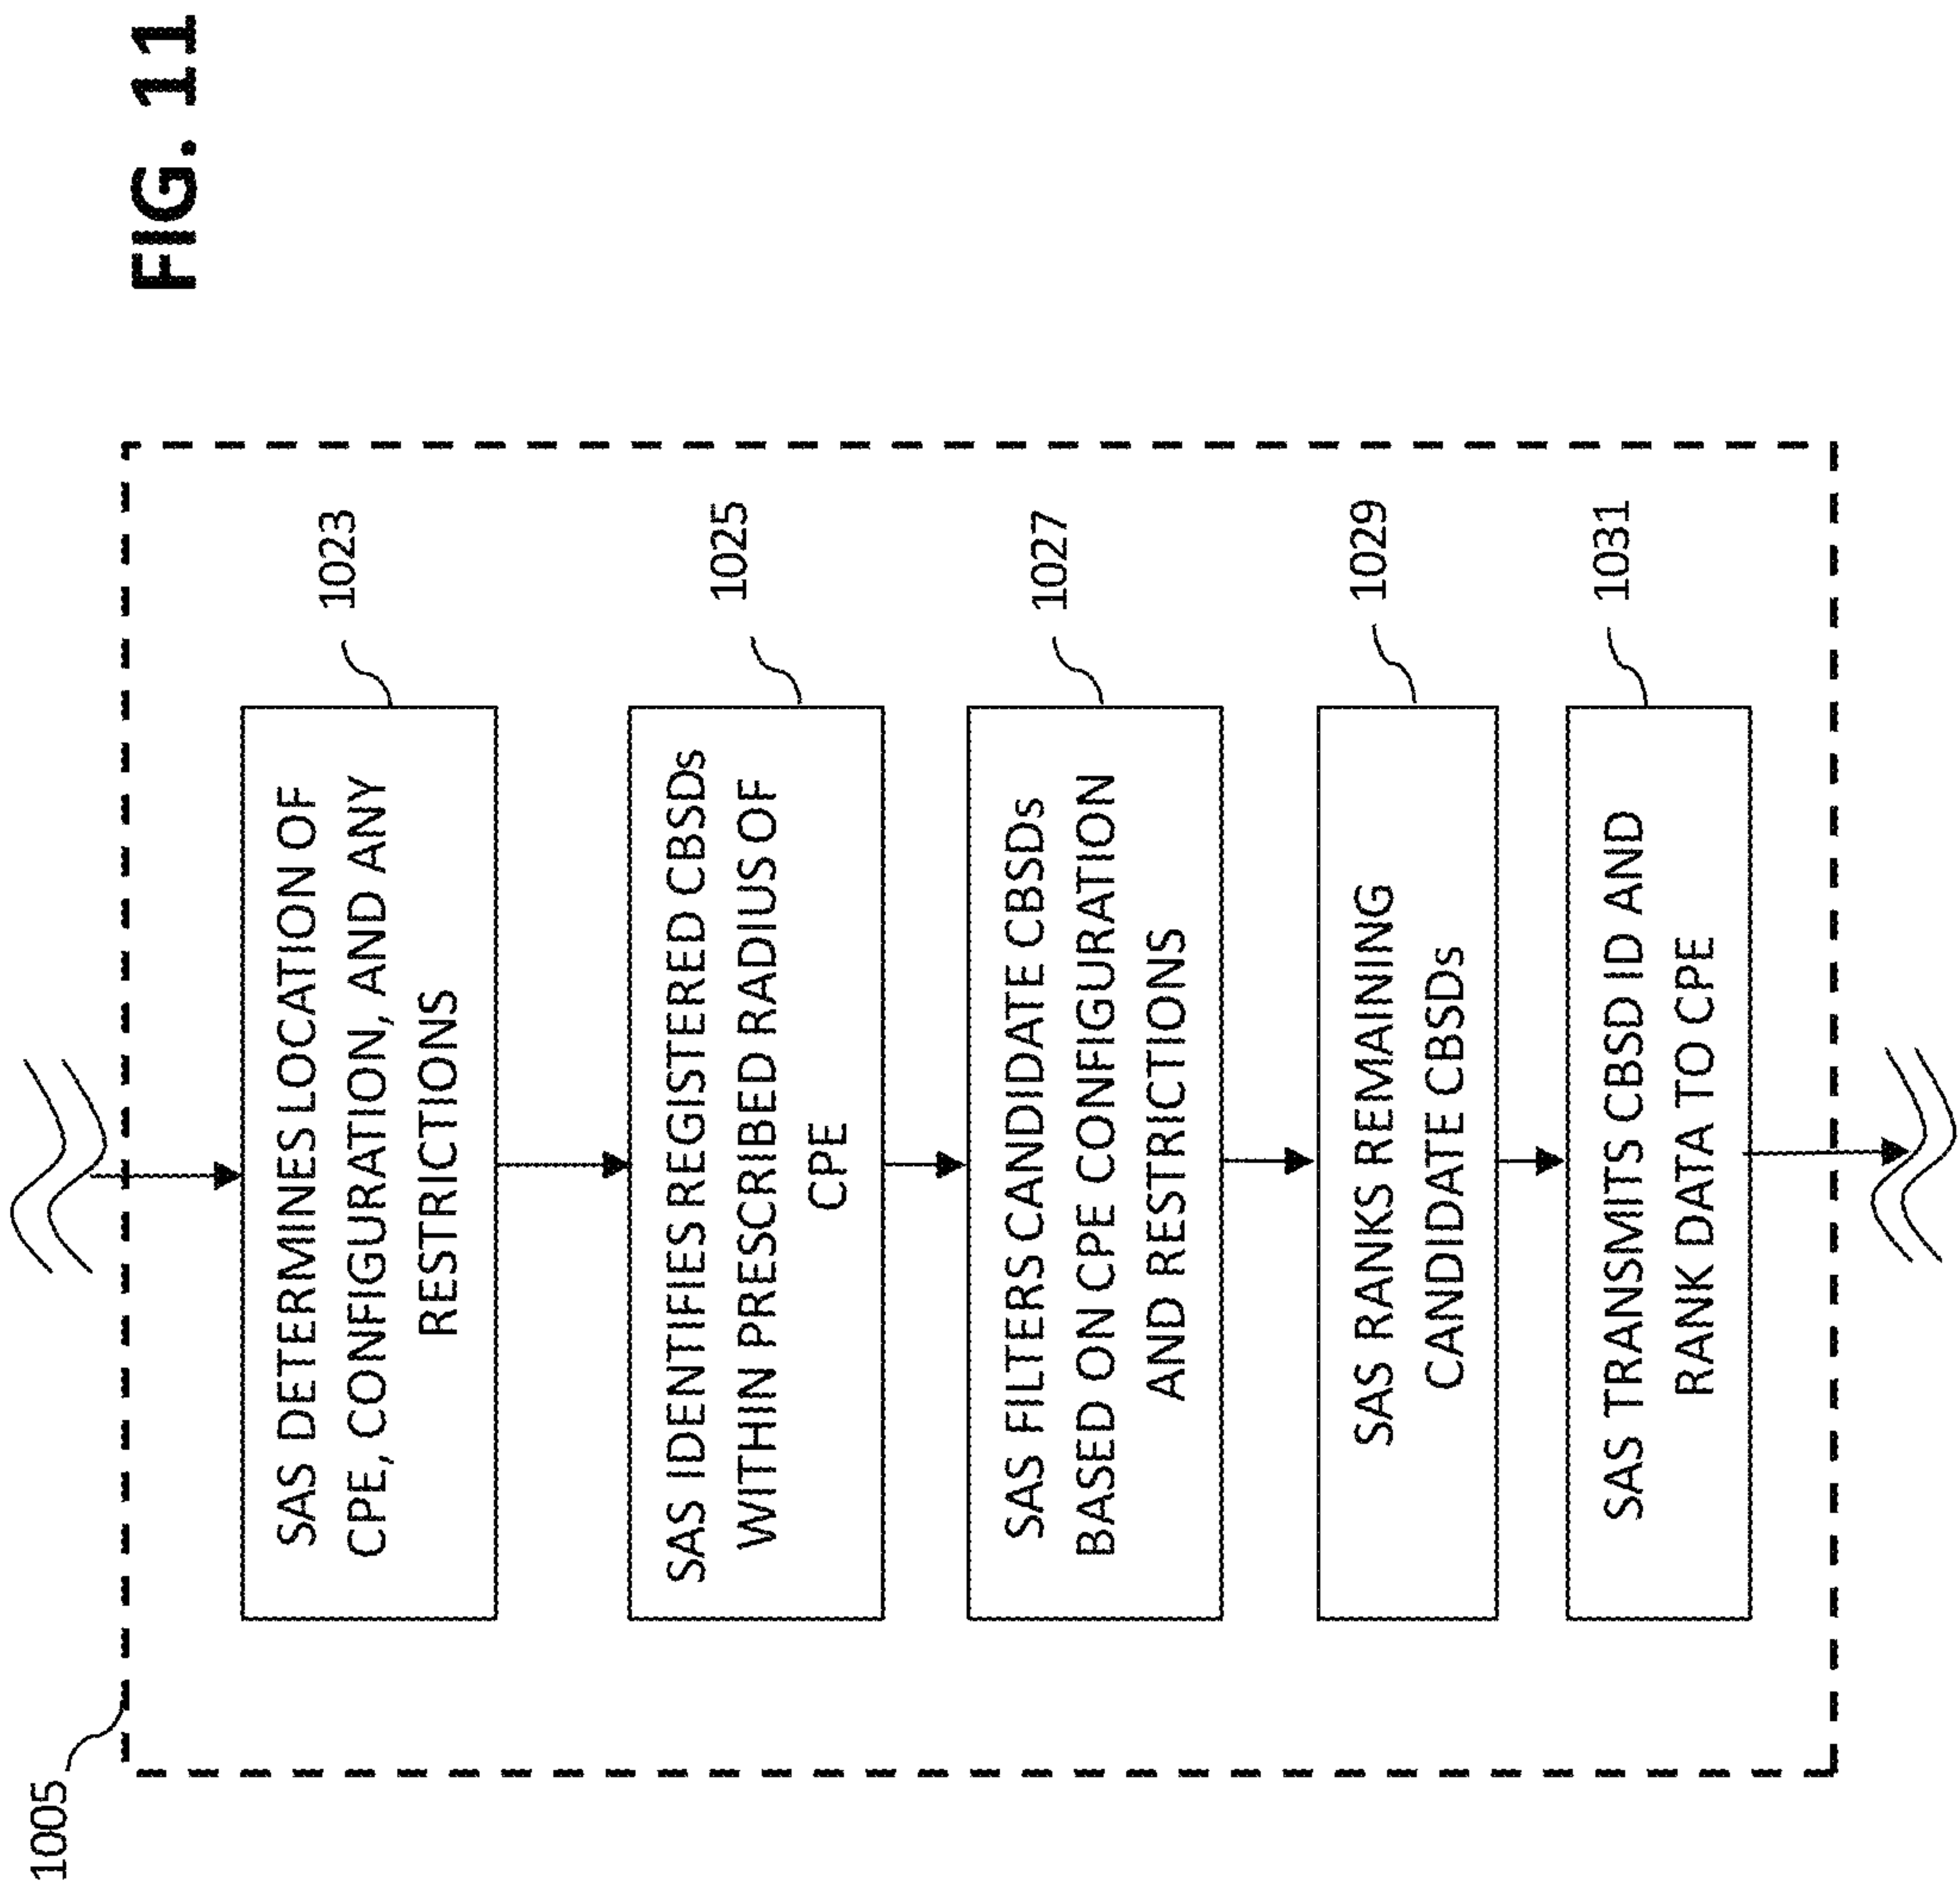 FIG. 11
1005
SAS DETERMINES LOCATION OF
CPE, CONFIGURATION, AND ANY
RESTRICTIONS
1023
SAS IDENTIFIES REGISTERED CBSDs
WITHIN PRESCRIBED RADIUS OF
CPE
1025
SAS FILTERS CANDIDATE CBSDs
BASED ON CPE CONFIGURATION
AND RESTRICTIONS
1027
SAS RANKS REMAINING
CANDIDATE CBSDs
1029
SAS TRANSMITS CBSD ID AND
RANK DATA TO CPE
1031